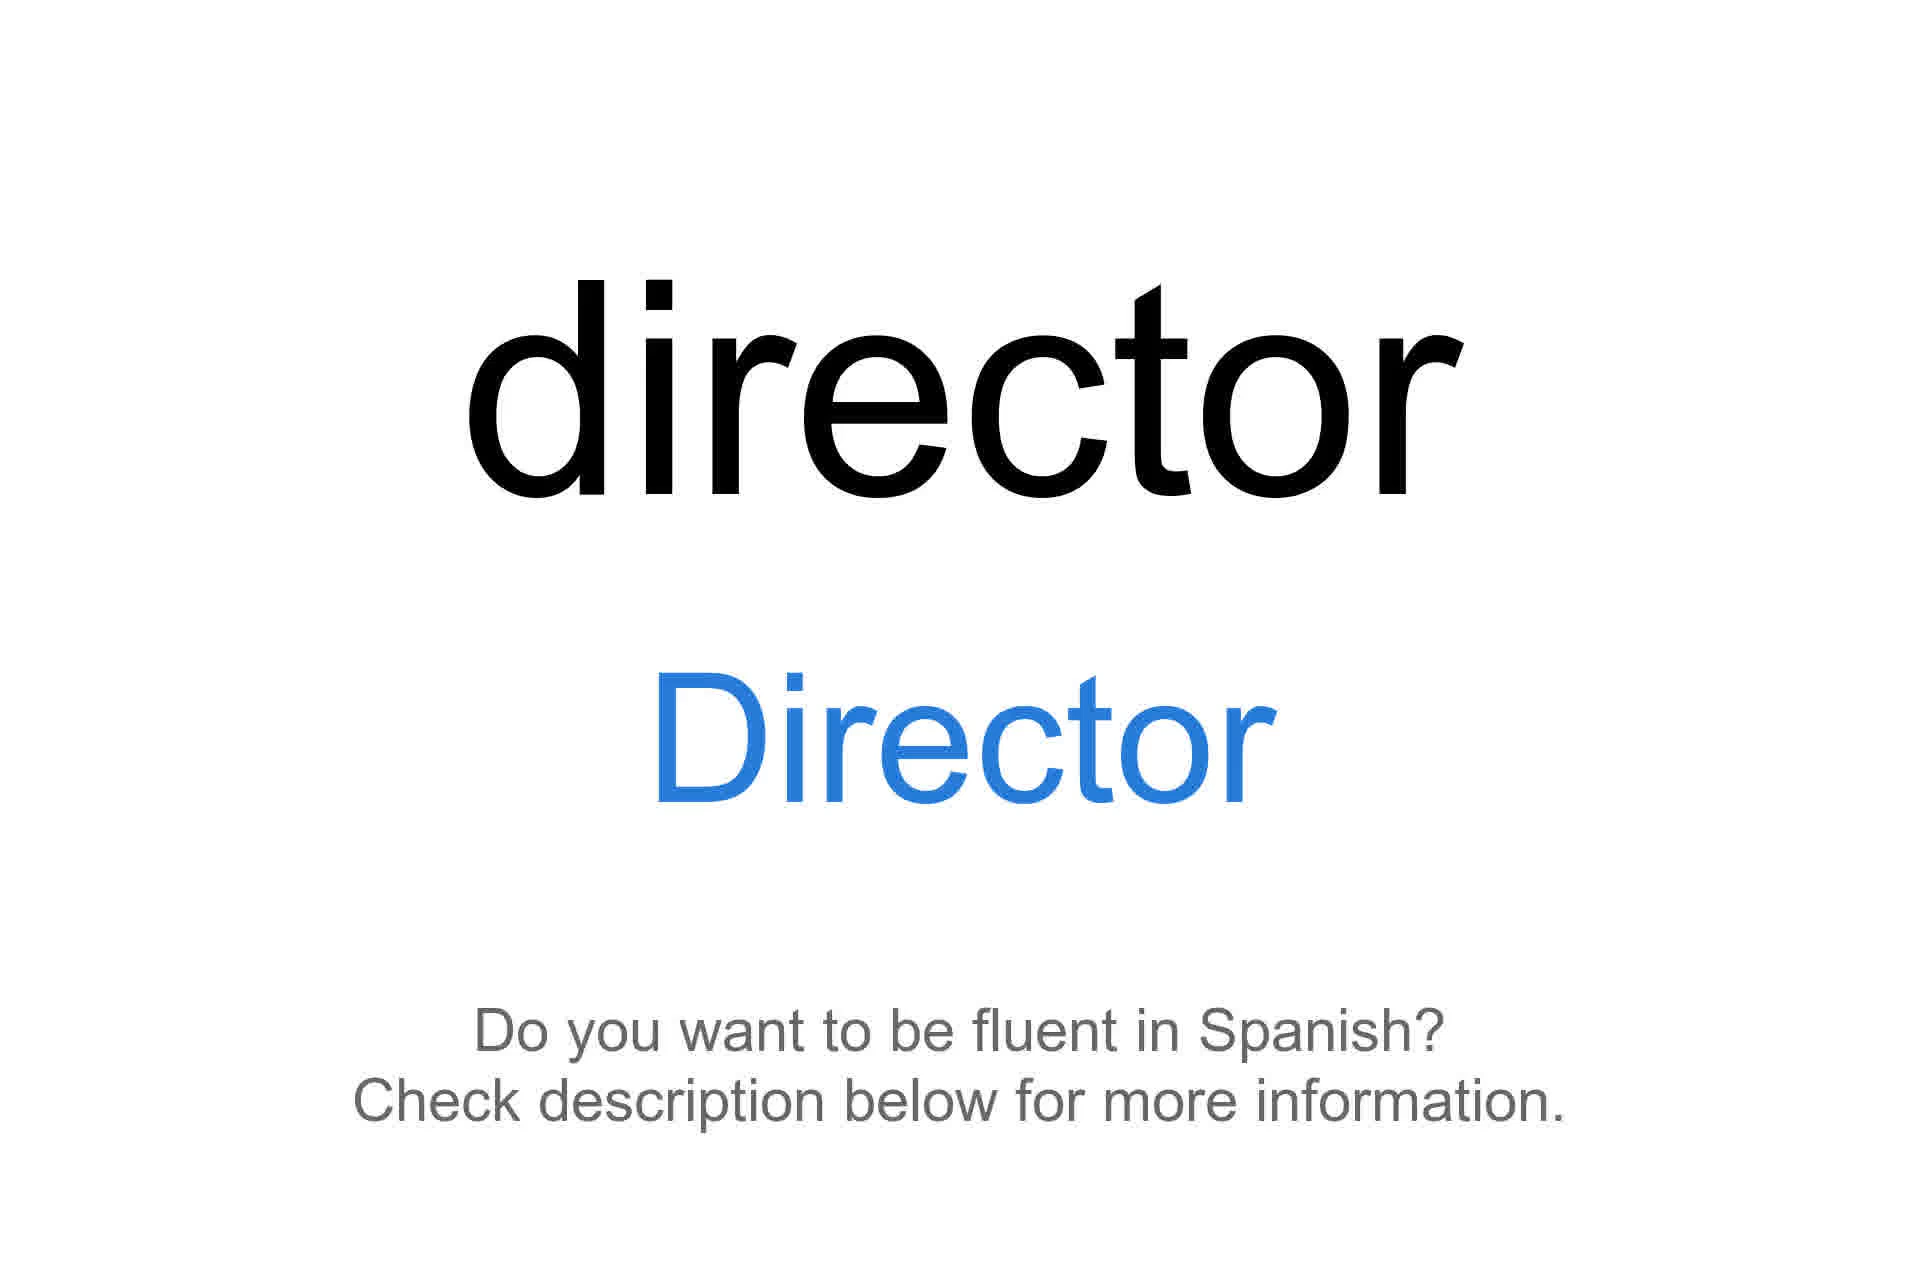 director
Director
Do you want to be fluent in Spanish?
Check description below for more information.